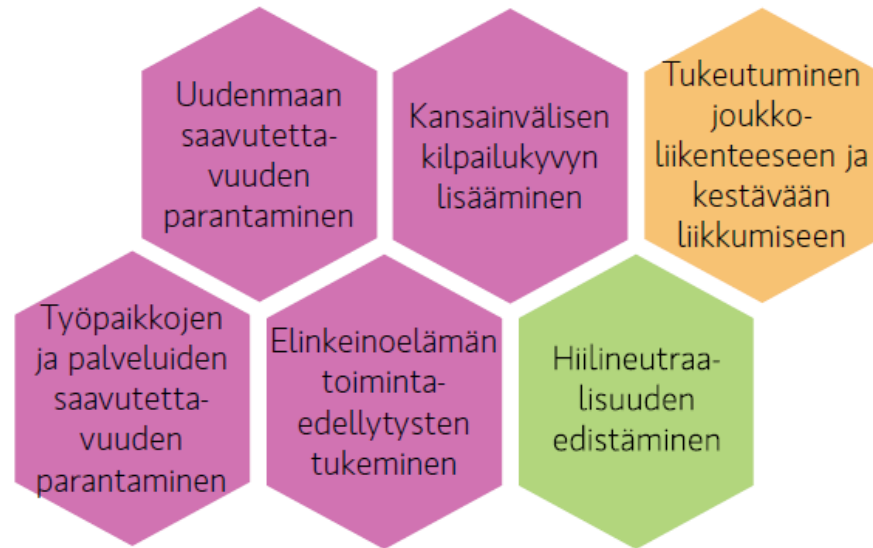 Uudenmaan
saavutetta-
vuuden
parantaminen
Kansainvälisen
kilpailukyvyn
lisääminen
Tukeutuminen
joukko-
liikenteeseen ja
kestävään
liikkumiseen
Työpaikkojen
ja palveluiden
saavutetta-
vuuden
parantaminen
Elinkeinoelämän
toiminta-
edellytysten
tukeminen
Hiilineutraa-
lisuuden
edistäminen